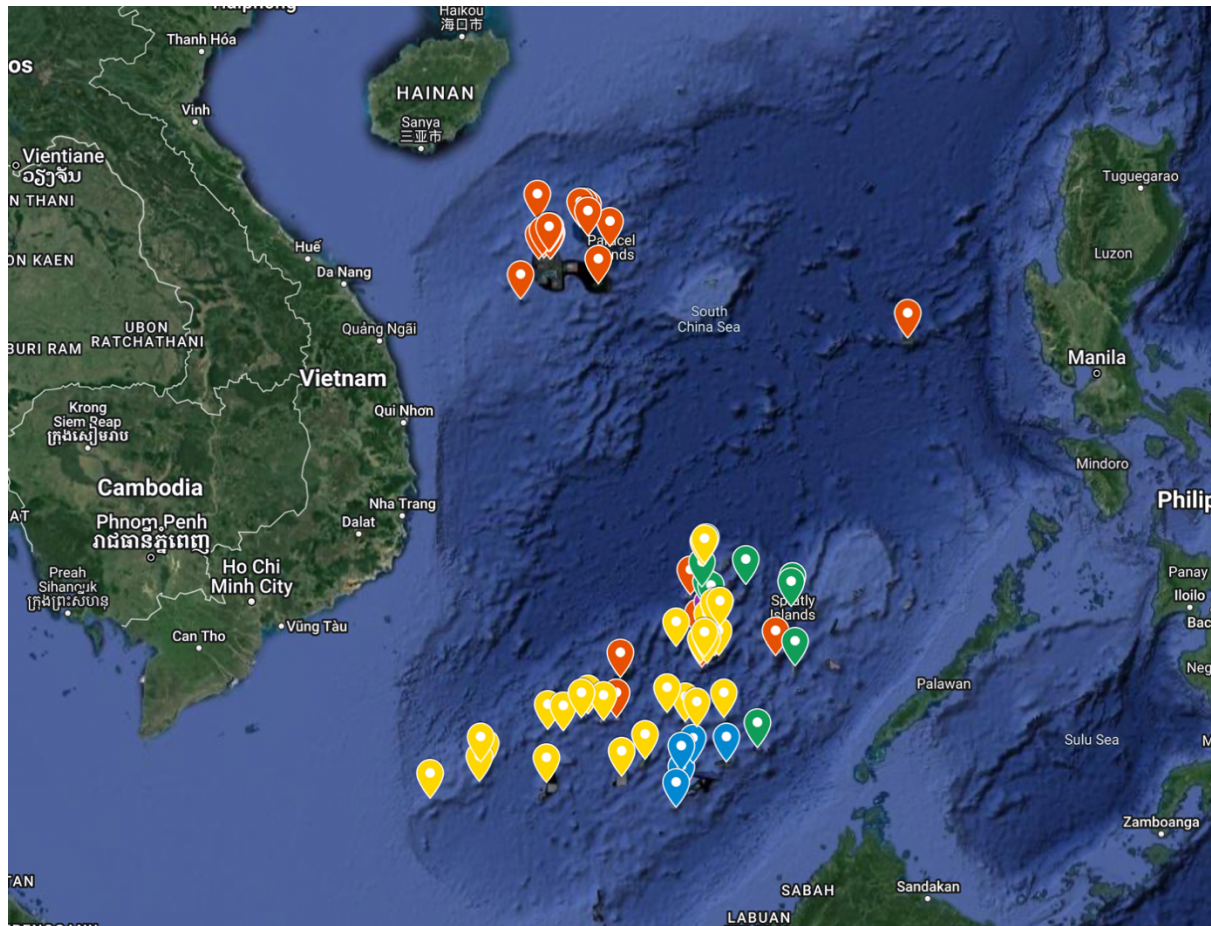 Haiphong
Haikou
海口市
Thanh Hóa
os
HAINAN
Vinh
Sanya
三亚市
Vientiane
ວຽງຈັນ
N THANI
Tuguegarao
Huế
Luzon
ON KAEN
Da Nang
South
China Sea
UBON
RATCHATHANI
Quảng Ngãi
BURI RAM
Manila
Vietnam
Krong
Siem Reap
ក្រុងសៀមរាប
Qui Nhơn
Mindoro
Cambodia
Nha Trang
Philip
AT
Phnom Penh
រាជធានីភ្នំពេញ
Dalat
Ho Chi
Minh City
Preah
Sihanouk
ក្រុងព្រះសីហនុ
Panay
Iloilo
Spratly
Islands
Bac
Vũng Tàu
Can Tho
Neg
Palawan
Sulu Sea
M
Zamboanga
TAN
SABAH
Sandakan
LABUAN